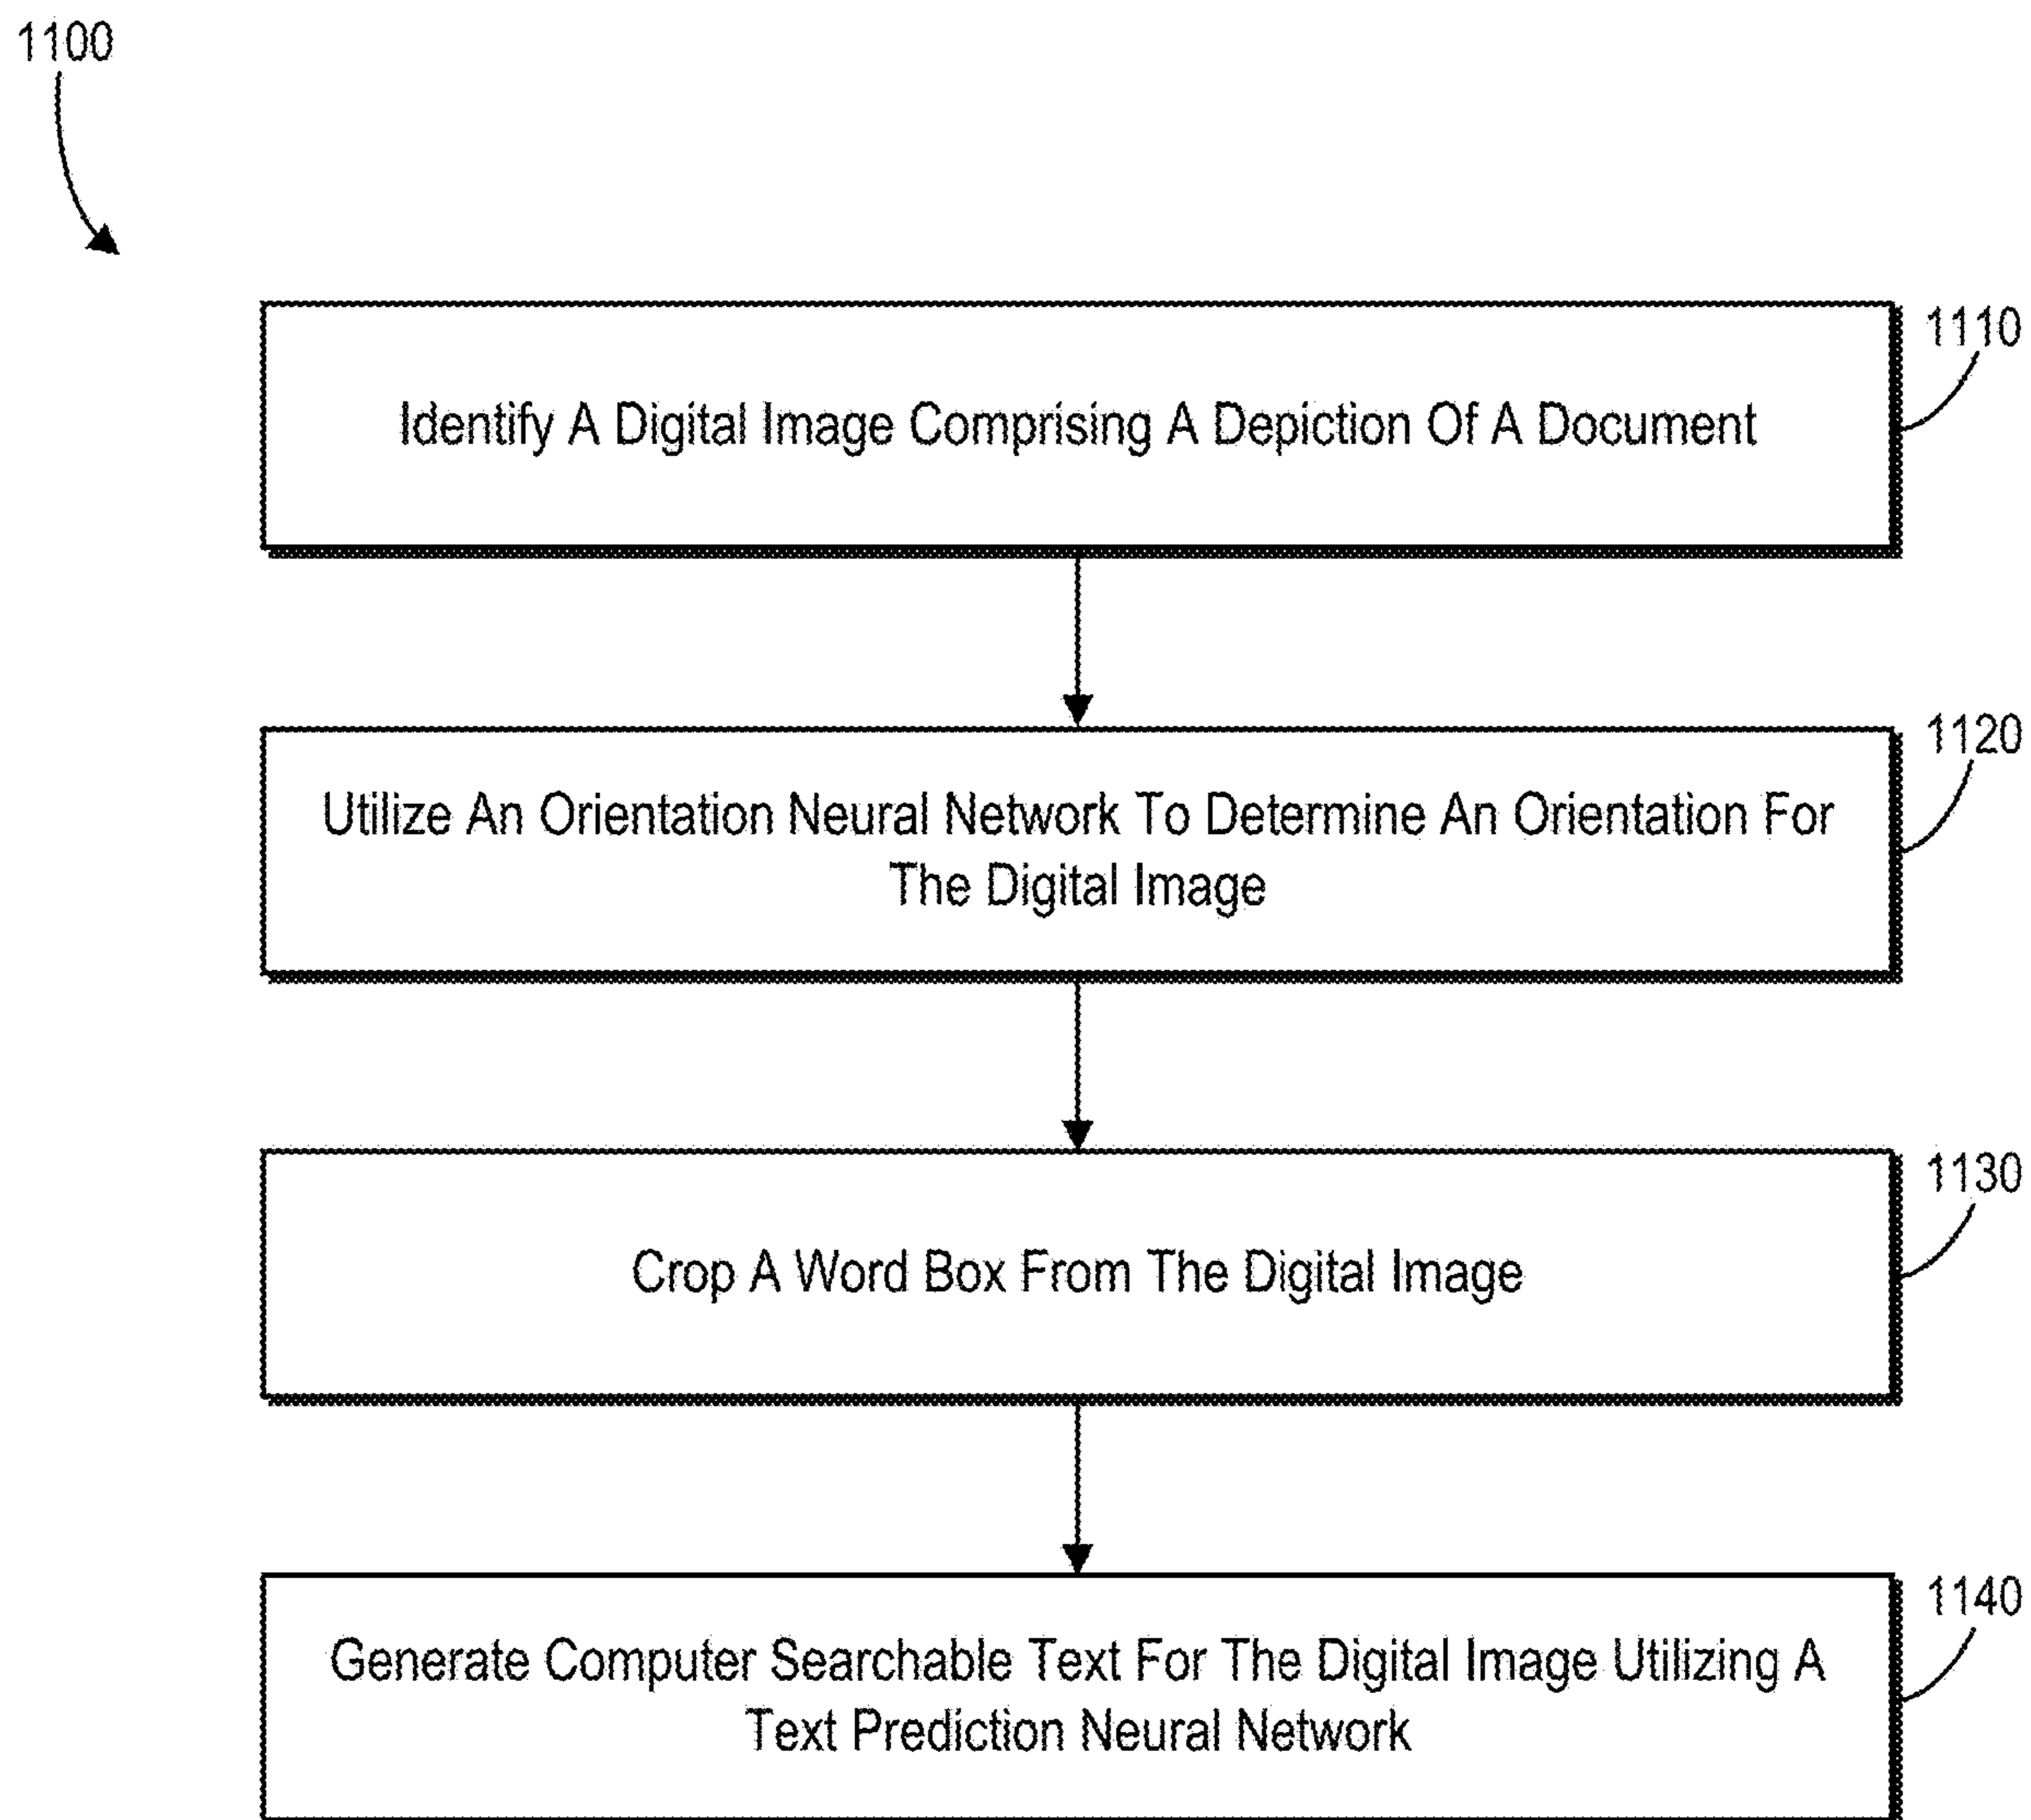 1100
1110
Identify A Digital Image Comprising A Depiction Of A Document
1120
Utilize An Orientation Neural Network To Determine An Orientation For
The Digital Image
1130
Crop A Word Box From The Digital Image
1140
Generate Computer Searchable Text For The Digital Image Utilizing A
Text Prediction Neural Network